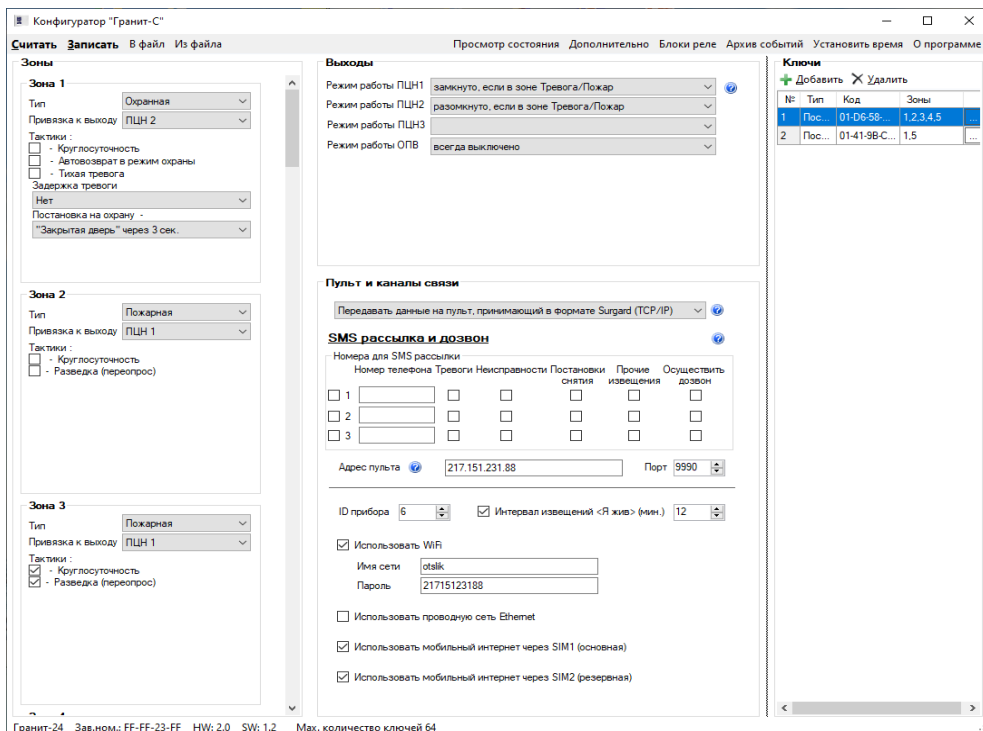 Конфигуратор "Гранит-С"
Считать Записать В файл Из файла Просмотр состояния Дополнительно Блоки реле Архив событий Установить время О программе
Зоны
Зона 1
Тип Охранная
Привязка к выходу ПЦН 2
Тактики :
- Круглосуточность
- Автовозврат в режим охраны
- Тихая тревога
Задержка тревоги
Нет
Постановка на охрану -
"Закрытая дверь" через 3 сек.
Зона 2
Тип Пожарная
Привязка к выходу ПЦН 1
Тактики :
- Круглосуточность
- Разведка (переопрос)
Зона 3
Тип Пожарная
Привязка к выходу ПЦН 1
Тактики :
- Круглосуточность
- Разведка (переопрос)
Выходы
Режим работы ПЦН1 замкнуто, если в зоне Тревога/Пожар
Режим работы ПЦН2 разомкнуто, если в зоне Тревога/Пожар
Режим работы ПЦН3
Режим работы ОПВ всегда выключено
Пульт и каналы связи
Передавать данные на пульт, принимающий в формате Surgard (TCP/IP)
SMS рассылка и дозвон
Номера для SMS рассылки
Номер телефона Тревоги Неисправности Постановки снятия Прочие извещения Осуществить дозвон
1
2
3
Адрес пульта 217.151.231.88 Порт 9990
ID прибора 6 Интервал извещений <Я жив> (мин.) 12
Использовать WiFi
Имя сети otslik
Пароль 21715123188
Использовать проводную сеть Ethernet
Использовать мобильный интернет через SIM1 (основная)
Использовать мобильный интернет через SIM2 (резервная)
Ключи
Добавить Удалить
№ Тип Код Зоны
1 Пос... 01-D6-58-... 1,2,3,4,5 ...
2 Пос... 01-41-9B-C... 1,5 ...
Гранит-24 Зав.ном.: FF-FF-23-FF HW: 2.0 SW: 1.2 Мах. количество ключей 64